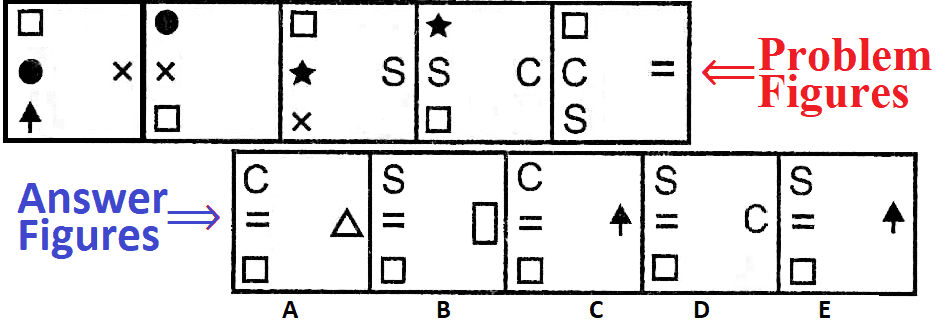 × S C =
S C
× C
× S
Problem
Figures
Answer
Figures
C S C S S
= = = C =
A B C D E